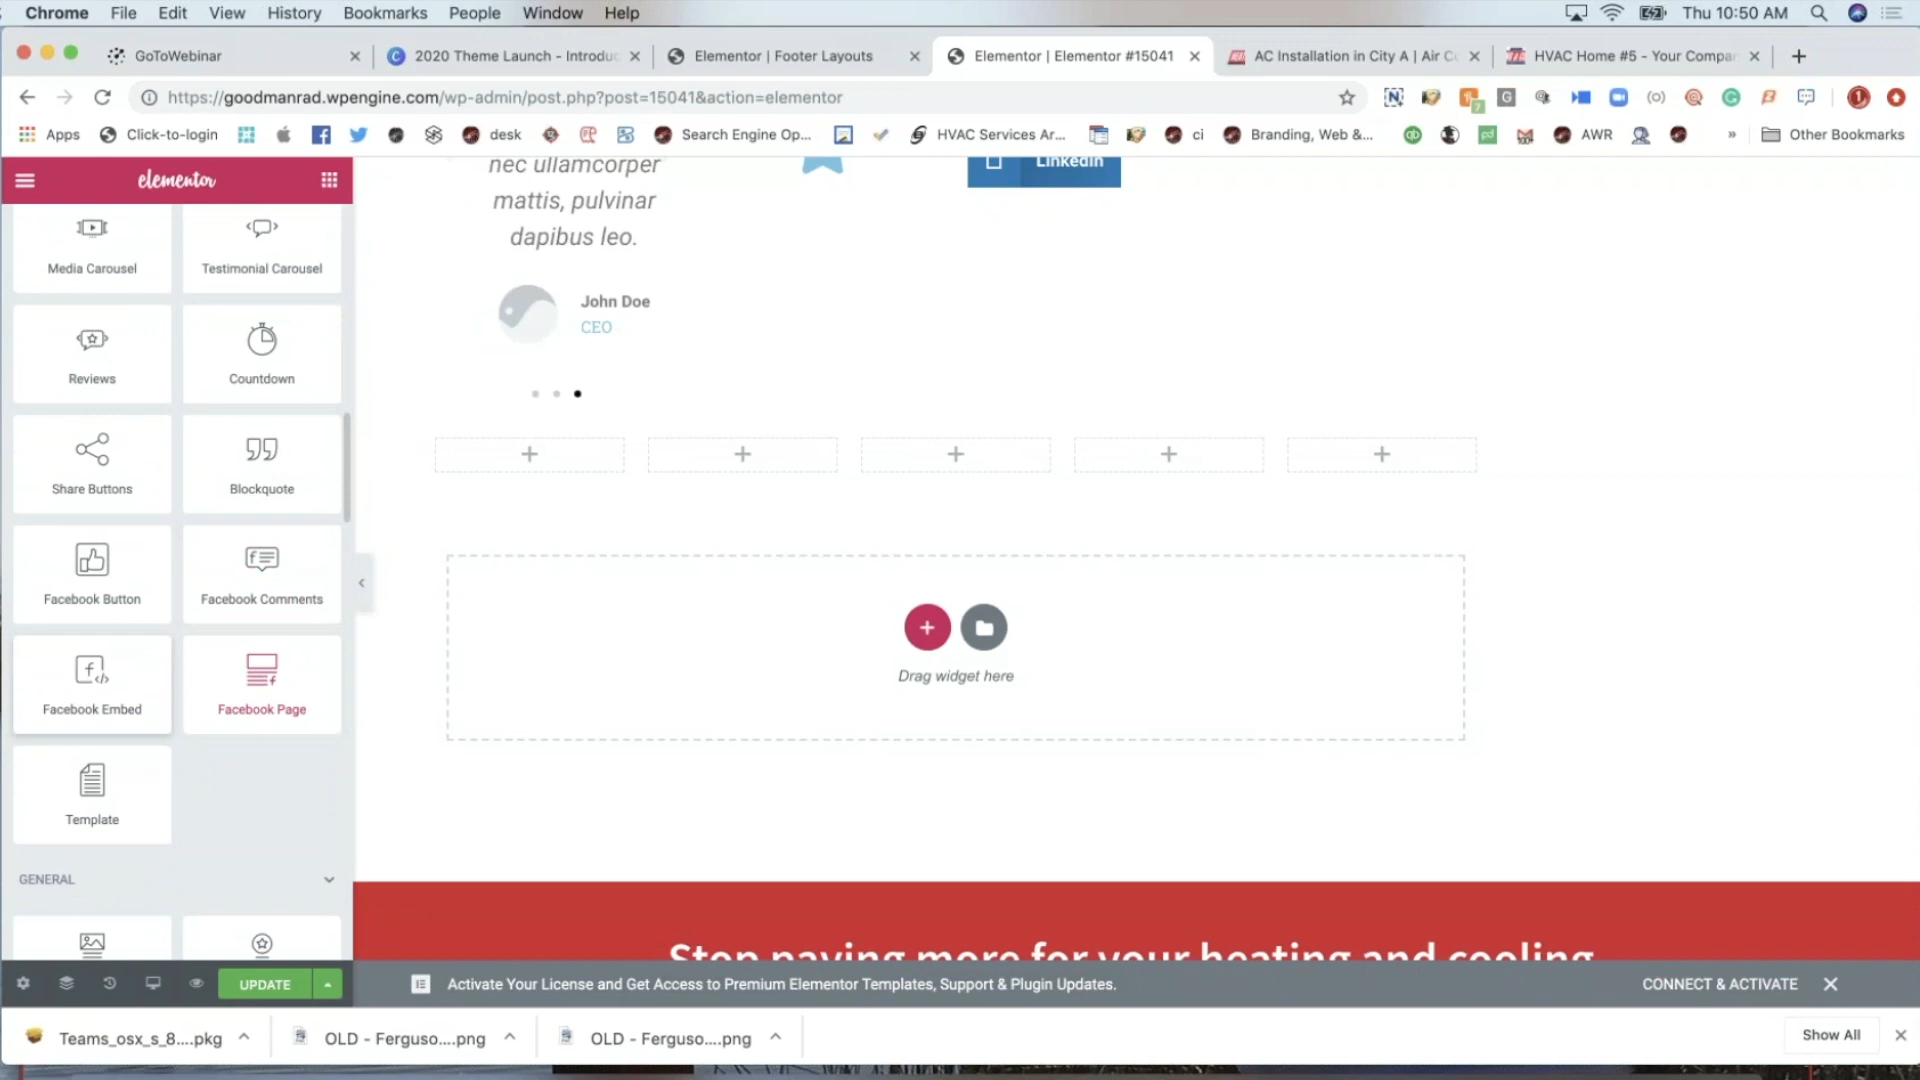 Chrome File Edit View History Bookmarks People Window Help Thu 10:50 AM
GoToWebinar 2020 Theme Launch - Introduc Elementor | Footer Layouts Elementor | Elementor #15041 AC Installation in City A | Air Co HVAC Home #5 - Your Compan
https://goodmanrad.wpengine.com/wp-admin/post.php?post=15041&action=elementor
Apps Click-to-login desk Search Engine Op... HVAC Services Ar... ci Branding, Web &... AWR » Other Bookmarks
elementor
Media Carousel Testimonial Carousel
Reviews Countdown
Share Buttons Blockquote
Facebook Button Facebook Comments
Facebook Embed Facebook Page
Template
GENERAL
UPDATE
nec ullamcorper
mattis, pulvinar
dapibus leo.
John Doe
CEO
LinkedIn
Drag widget here
Stop paying more for your heating and cooling
Activate Your License and Get Access to Premium Elementor Templates, Support & Plugin Updates. CONNECT & ACTIVATE
Teams_osx_s_8....pkg OLD - Ferguso....png OLD - Ferguso....png Show All